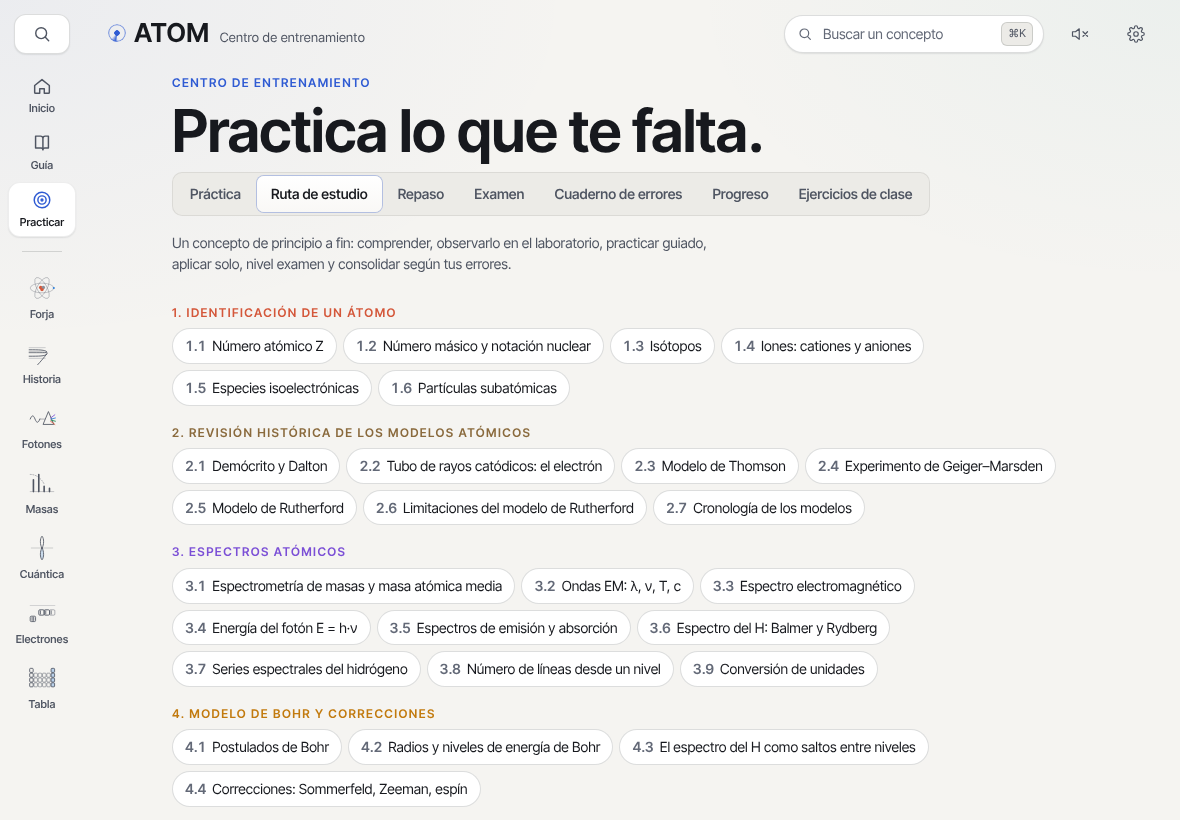 ATOM Centro de entrenamiento
Buscar un concepto ⌘K
Inicio
Guía
Practicar
Forja
Historia
Fotones
Masas
Cuántica
Electrones
Tabla
CENTRO DE ENTRENAMIENTO
Practica lo que te falta.
Práctica Ruta de estudio Repaso Examen Cuaderno de errores Progreso Ejercicios de clase
Un concepto de principio a fin: comprender, observarlo en el laboratorio, practicar guiado,
aplicar solo, nivel examen y consolidar según tus errores.
1. IDENTIFICACIÓN DE UN ÁTOMO
1.1 Número atómico Z 1.2 Número másico y notación nuclear 1.3 Isótopos 1.4 Iones: cationes y aniones
1.5 Especies isoelectrónicas 1.6 Partículas subatómicas
2. REVISIÓN HISTÓRICA DE LOS MODELOS ATÓMICOS
2.1 Demócrito y Dalton 2.2 Tubo de rayos catódicos: el electrón 2.3 Modelo de Thomson 2.4 Experimento de Geiger–Marsden
2.5 Modelo de Rutherford 2.6 Limitaciones del modelo de Rutherford 2.7 Cronología de los modelos
3. ESPECTROS ATÓMICOS
3.1 Espectrometría de masas y masa atómica media 3.2 Ondas EM: λ, ν, T, c 3.3 Espectro electromagnético
3.4 Energía del fotón E = h·ν 3.5 Espectros de emisión y absorción 3.6 Espectro del H: Balmer y Rydberg
3.7 Series espectrales del hidrógeno 3.8 Número de líneas desde un nivel 3.9 Conversión de unidades
4. MODELO DE BOHR Y CORRECCIONES
4.1 Postulados de Bohr 4.2 Radios y niveles de energía de Bohr 4.3 El espectro del H como saltos entre niveles
4.4 Correcciones: Sommerfeld, Zeeman, espín